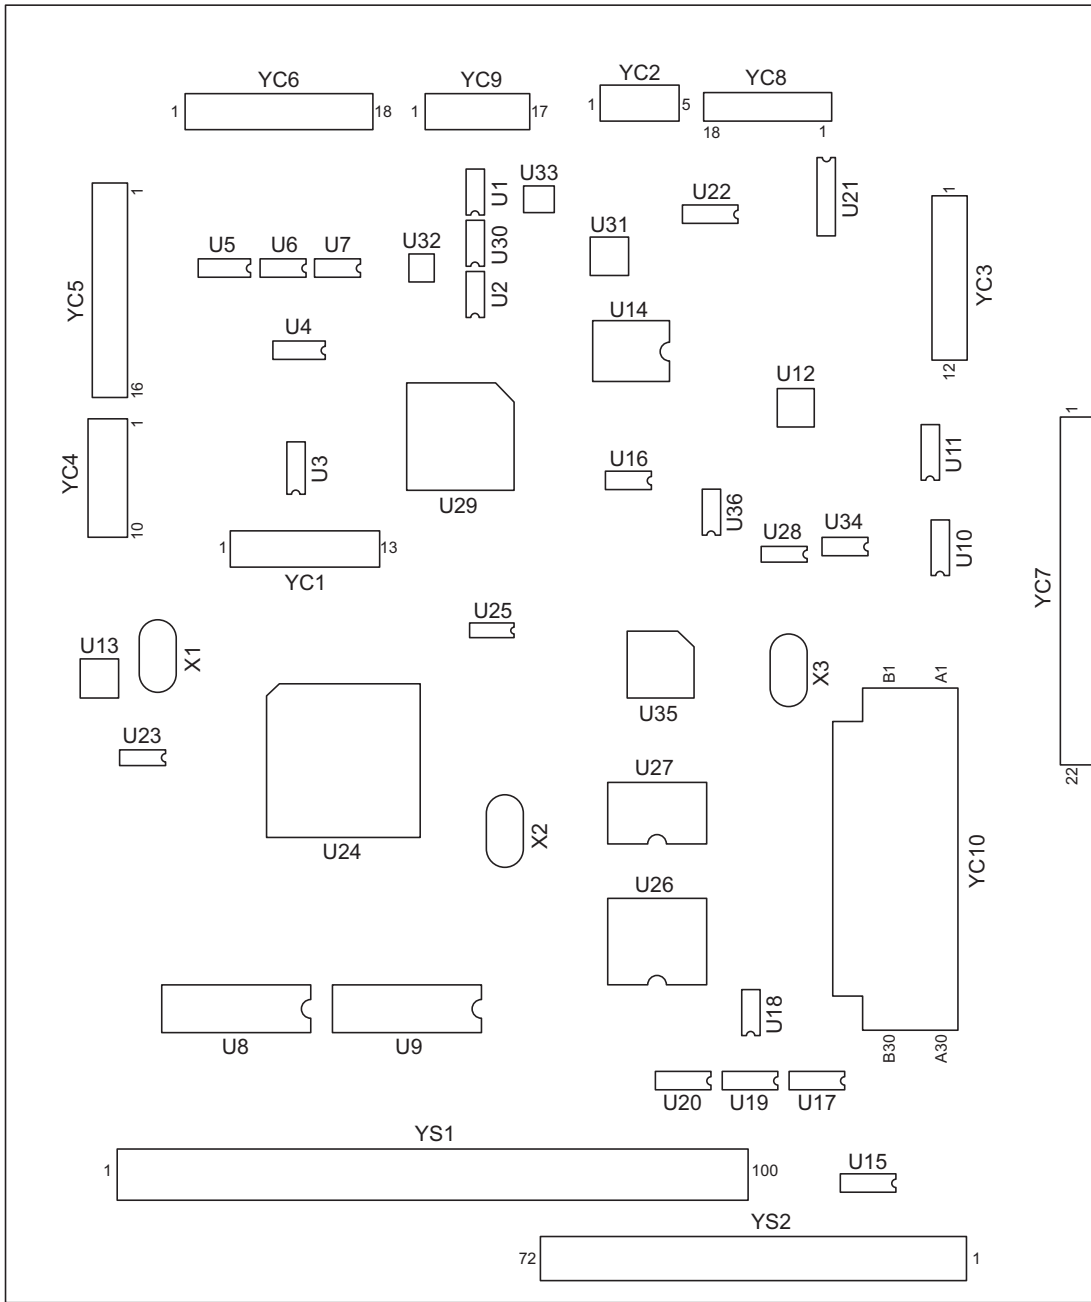 YC6
1
18
YC9
1
17
YC2
1
5
YC8
18
1
YC5
1
16
U1
U33
U22
U21
YC3
1
12
U5
U6
U7
U32
U30
U31
U2
U4
U14
U12
YC4
1
10
U3
U29
U16
U36
U11
YC7
1
22
U28
U34
U10
1
13
YC1
U25
U13
X1
U35
X3
B1
A1
U23
U24
X2
U27
YC10
U26
U8
U9
U18
B30
A30
U20
U19
U17
YS1
1
100
U15
YS2
72
1